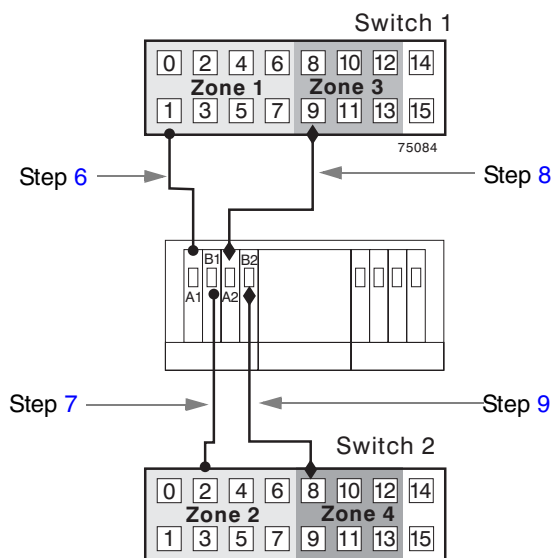 Switch 1
0 2 4 6 8 10 12 14
Zone 1 Zone 3
1 3 5 7 9 11 13 15
75084
Step 6
Step 8
B1 B2
A1 A2
Step 7
Step 9
Switch 2
0 2 4 6 8 10 12 14
Zone 2 Zone 4
1 3 5 7 9 11 13 15